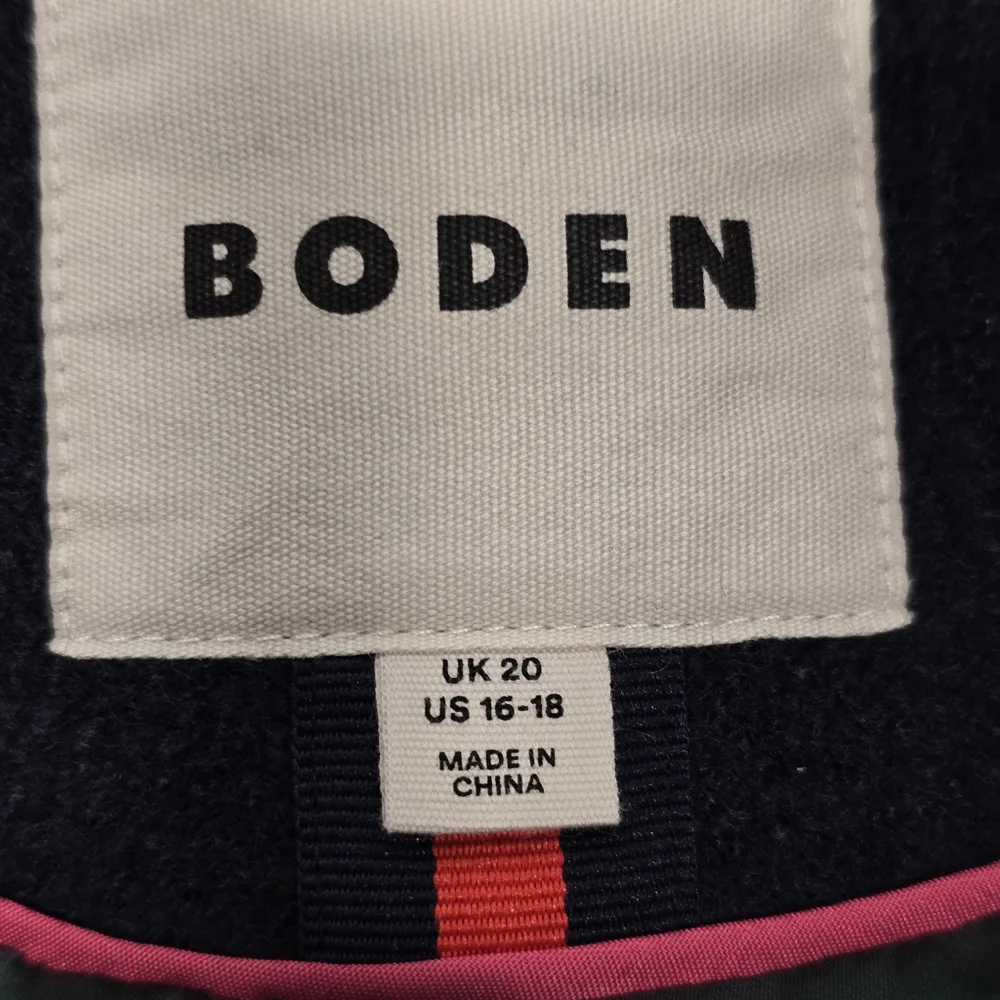 BODEN
UK 20
US 16-18
MADE IN
CHINA